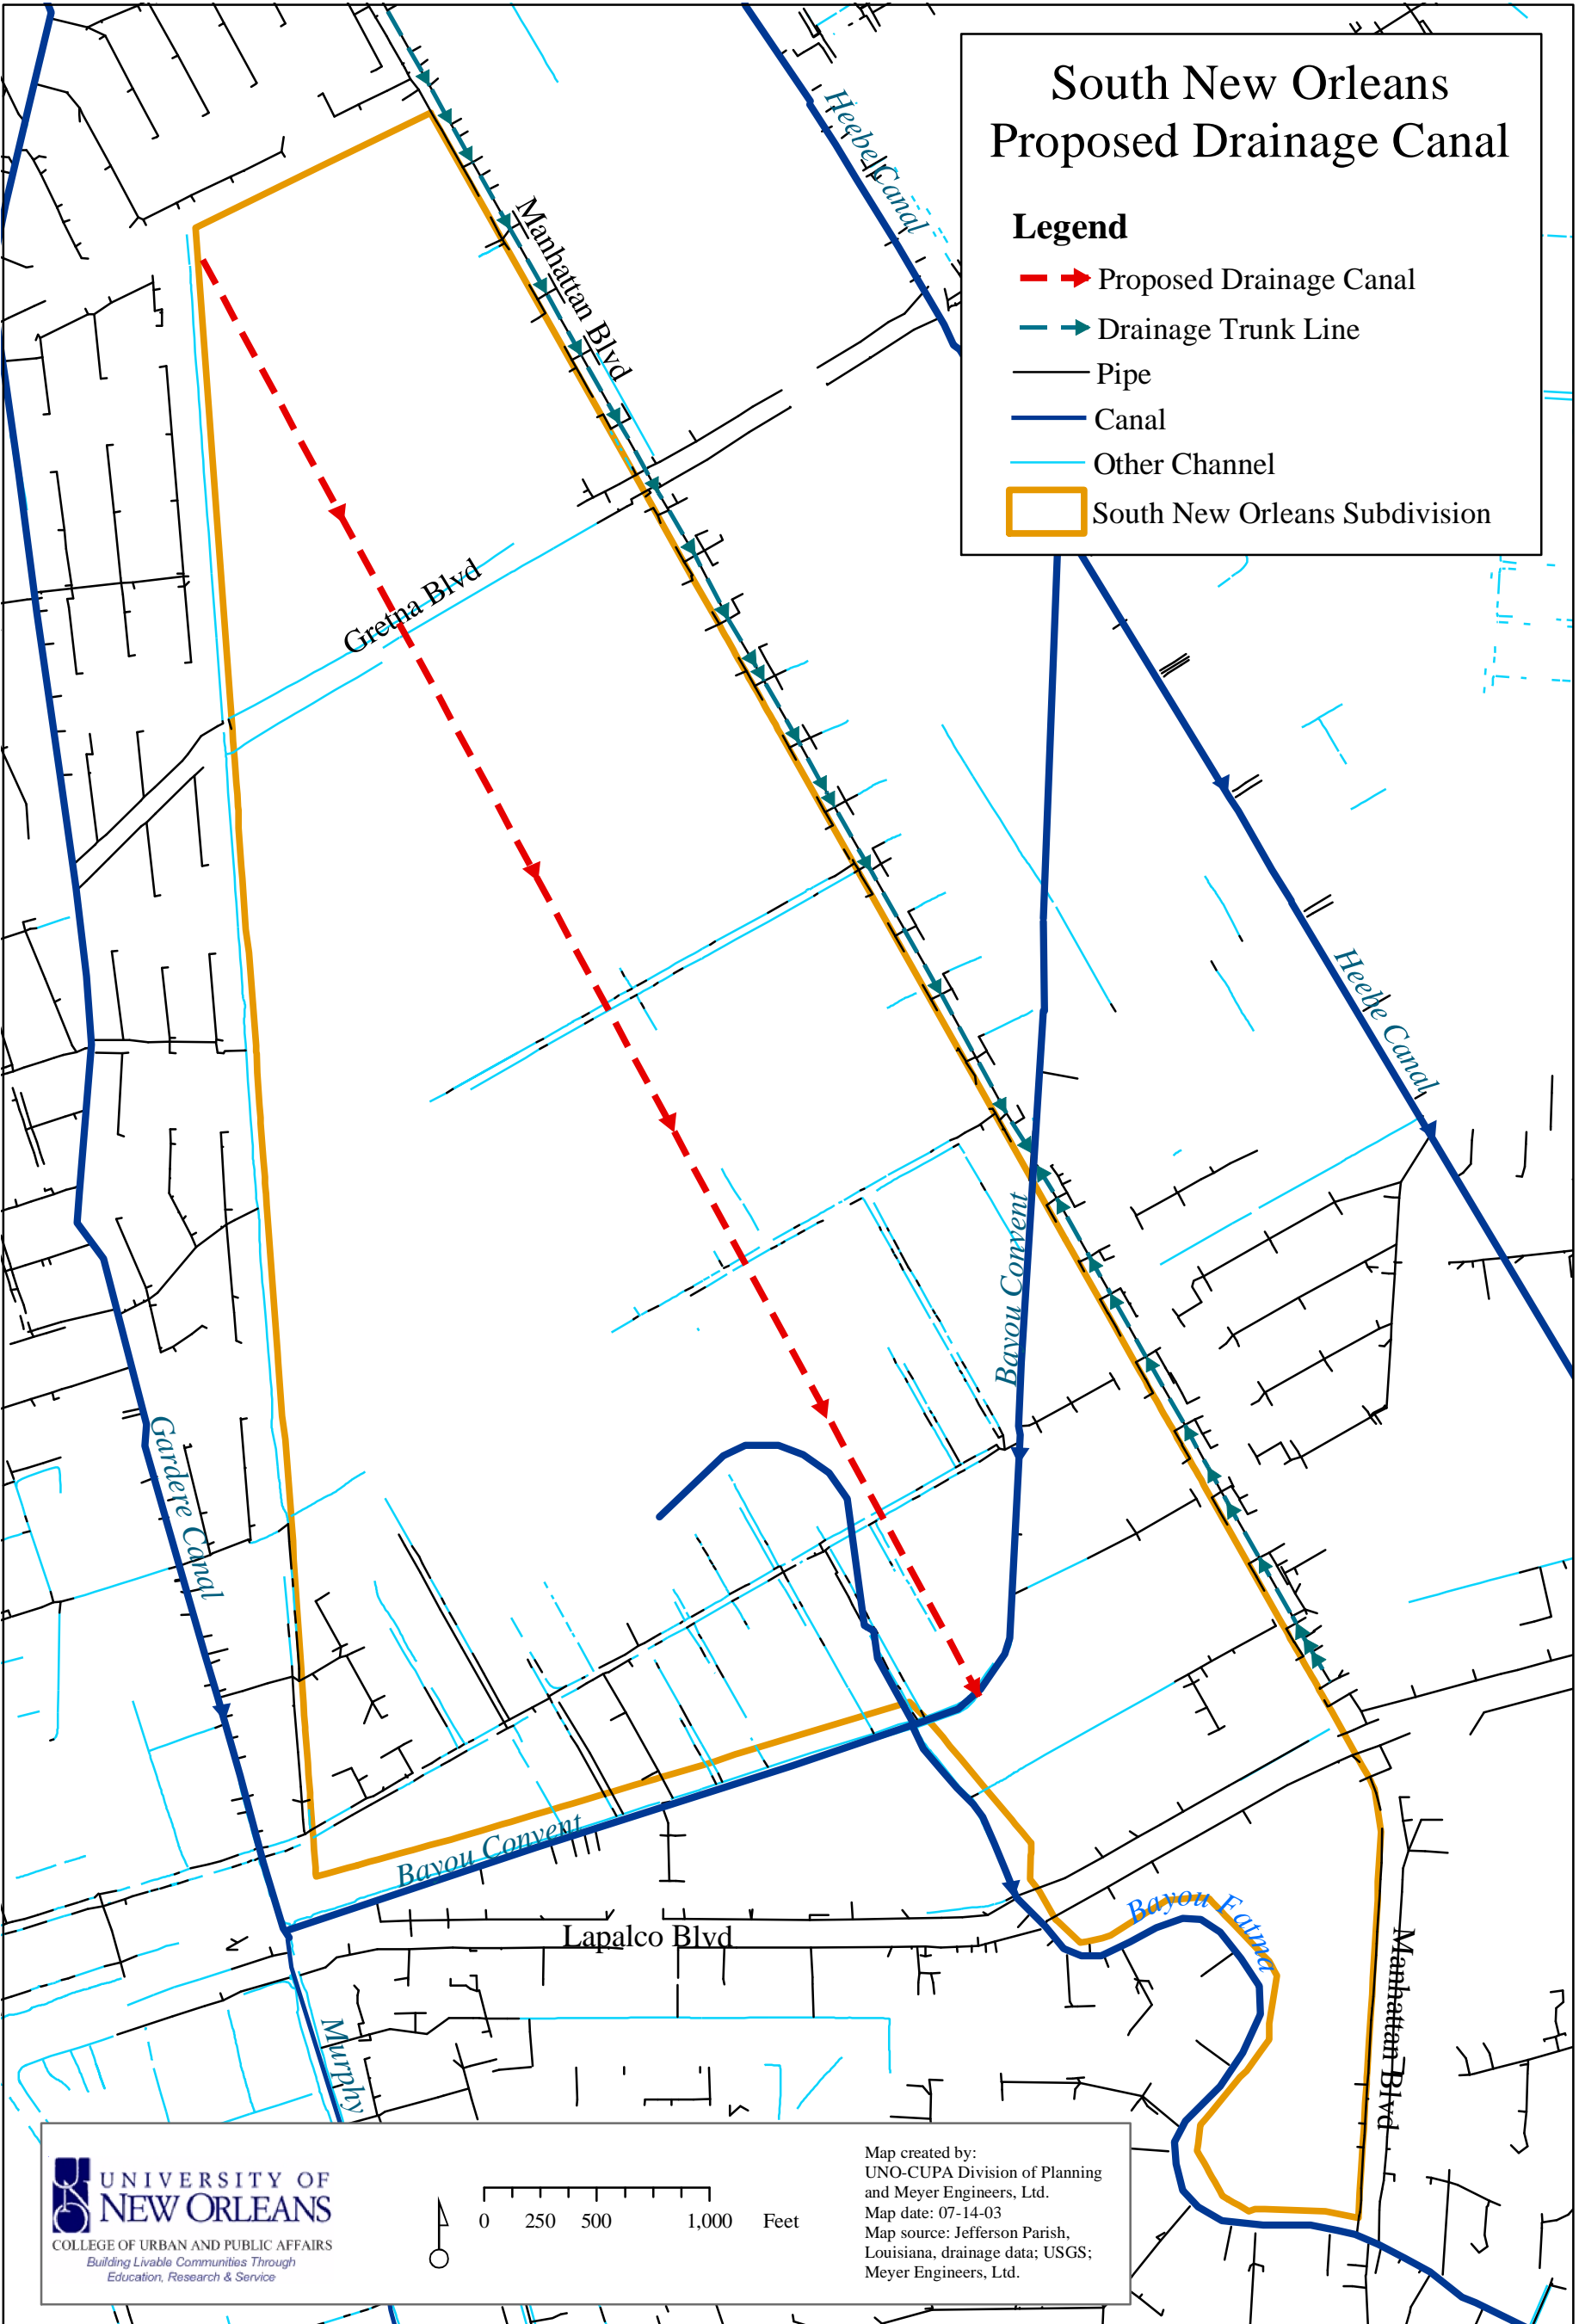 South New Orleans
Proposed Drainage Canal
Legend
Proposed Drainage Canal
Drainage Trunk Line
Pipe
Canal
Other Channel
South New Orleans Subdivision
Heebe Canal
Manhattan Blvd
Gretna Blvd
Heebe Canal
Bayou Convent
Gardere Canal
Bayou Convent
Bayou Fatma
Lapalco Blvd
Manhattan Blvd
Murphy
UNIVERSITY OF
NEW ORLEANS
COLLEGE OF URBAN AND PUBLIC AFFAIRS
Building Livable Communities Through
Education, Research & Service
0 250 500 1,000 Feet
Map created by:
UNO-CUPA Division of Planning
and Meyer Engineers, Ltd.
Map date: 07-14-03
Map source: Jefferson Parish,
Louisiana, drainage data; USGS;
Meyer Engineers, Ltd.